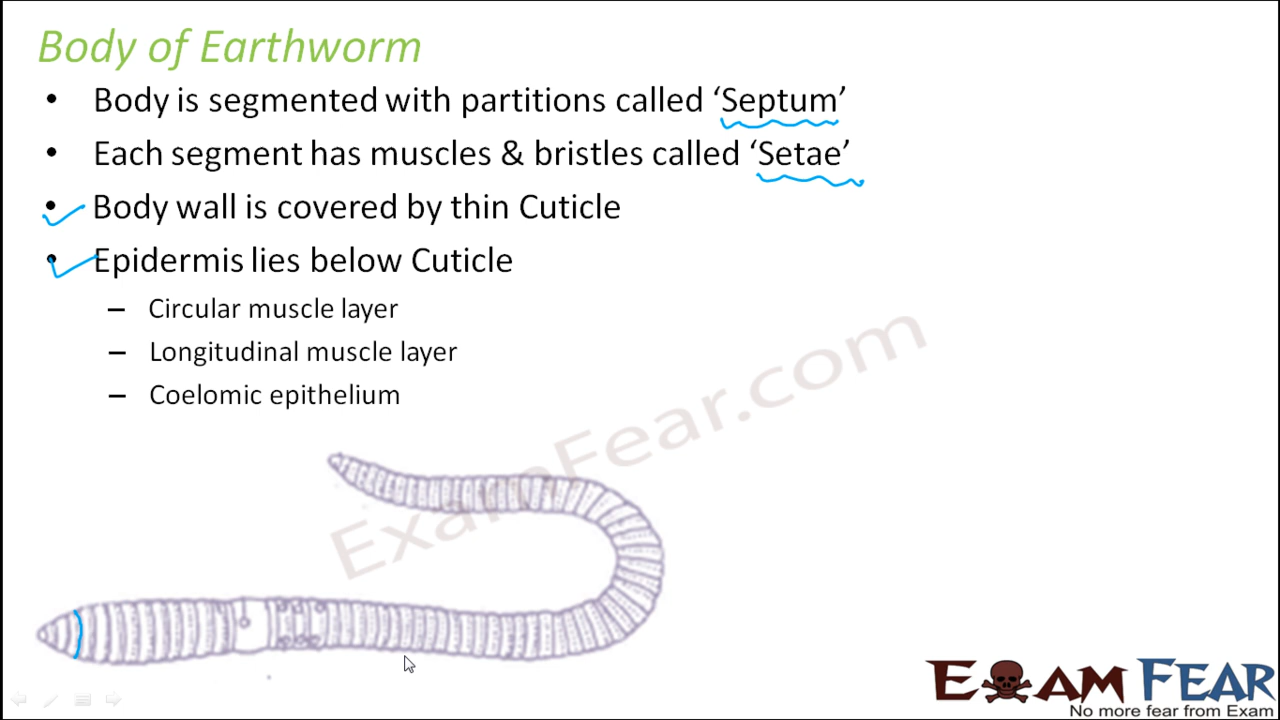 Body of Earthworm
• Body is segmented with partitions called ‘Septum’
• Each segment has muscles & bristles called ‘Setae’
• Body wall is covered by thin Cuticle
• Epidermis lies below Cuticle
– Circular muscle layer
– Longitudinal muscle layer
– Coelomic epithelium
ExamFear.com
EXAM FEAR
No more fear from Exam